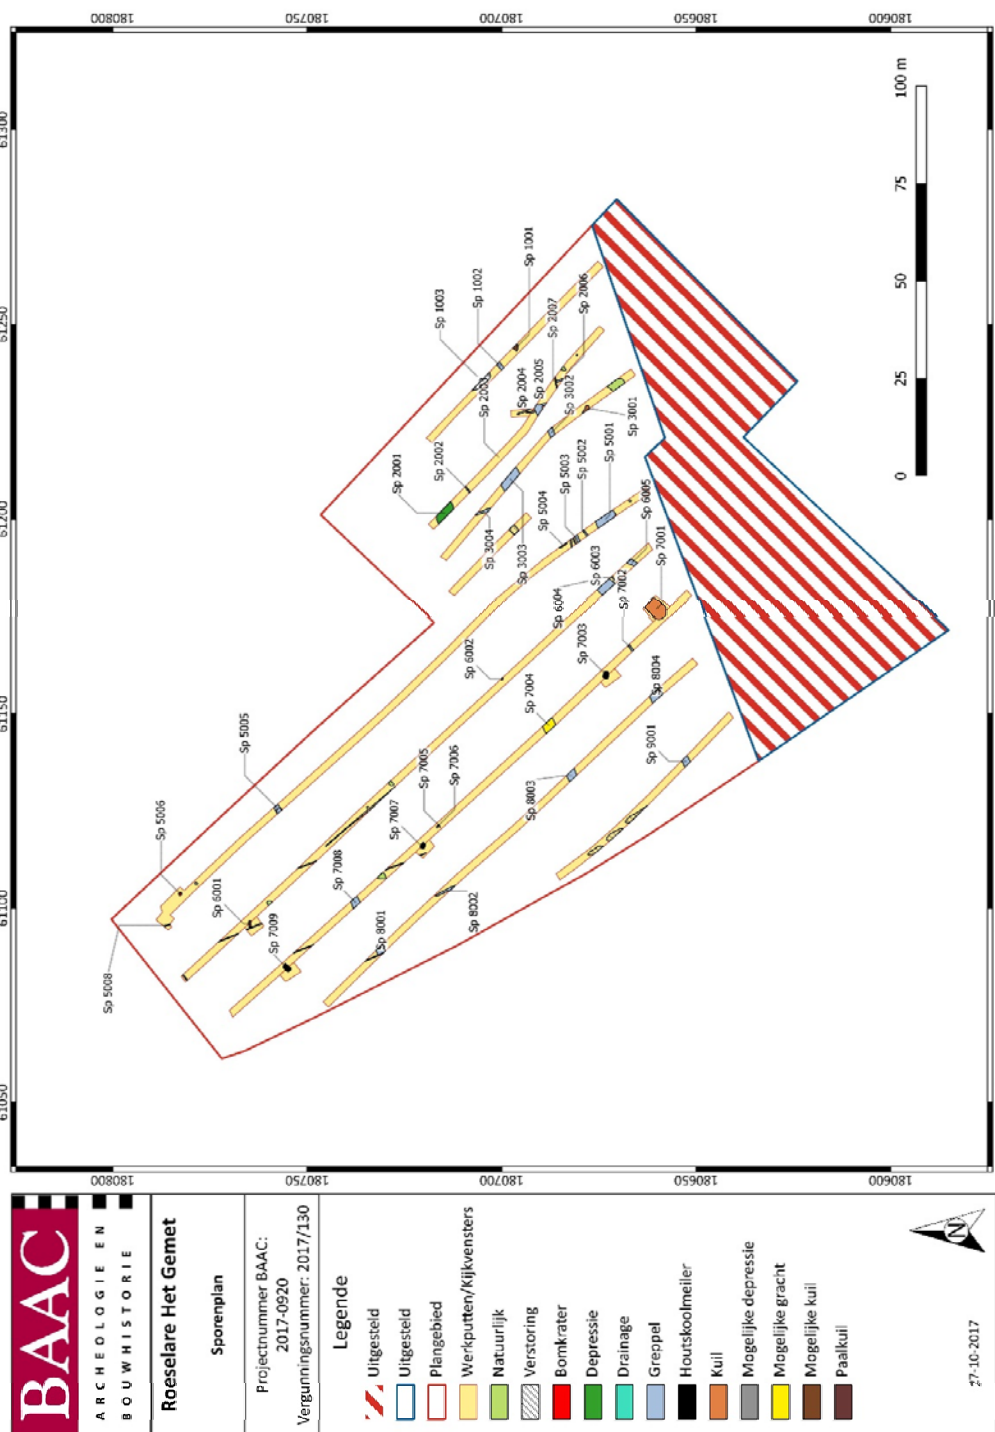 BAAC
ARCHEOLOGIE EN
BOUWHISTORIE
Roeselare Het Gemet
Sporenplan
Projectnummer BAAC:
2017-0920
Vergunningsnummer: 2017/130
Legende
Uitgesteld
Uitgesteld
Plangebied
Werkputten/Kijkvensters
Natuurlijk
Verstoring
Bomkrater
Depressie
Drainage
Greppel
Houtskoolmeiler
Kuil
Mogelijke depressie
Mogelijke gracht
Mogelijke kuil
Paalkuil
N
27-10-2017
180800
180750
180700
180650
180600
61300
61250
61200
61150
61100
61050
180800
180750
180700
180650
180600
0
25
50
75
100 m
Sp 1001
Sp 1002
Sp 1003
Sp 2001
Sp 2002
Sp 2003
Sp 2004
Sp 2005
Sp 2006
Sp 2007
Sp 3001
Sp 3002
Sp 3003
Sp 3004
Sp 5001
Sp 5002
Sp 5003
Sp 5004
Sp 5005
Sp 5006
Sp 5008
Sp 6001
Sp 6002
Sp 6003
Sp 6004
Sp 6005
Sp 7001
Sp 7002
Sp 7003
Sp 7004
Sp 7005
Sp 7006
Sp 7007
Sp 7008
Sp 7009
Sp 8001
Sp 8002
Sp 8003
Sp 8004
Sp 9001